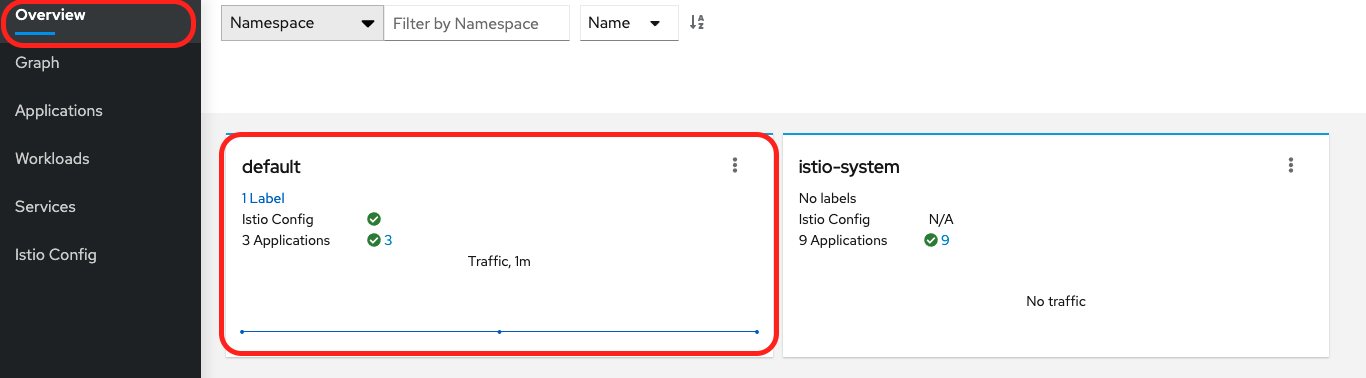 Overview
Graph
Applications
Workloads
Services
Istio Config
Namespace Filter by Namespace Name
default
1 Label
Istio Config
3 Applications 3
Traffic, 1m
istio-system
No labels
Istio Config N/A
9 Applications 9
No traffic